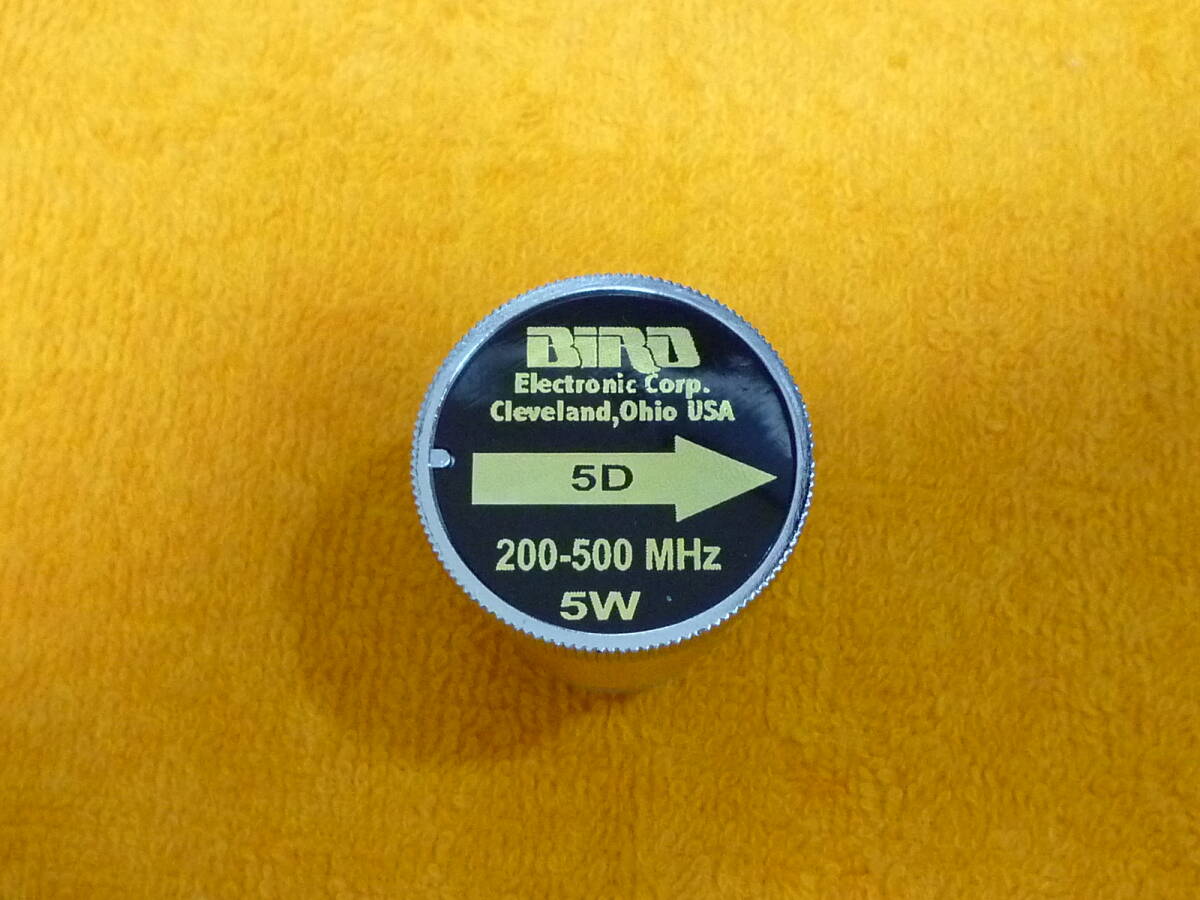 BiRD
Electronic Corp.
Cleveland,Ohio USA
5D
200-500 MHz
5W